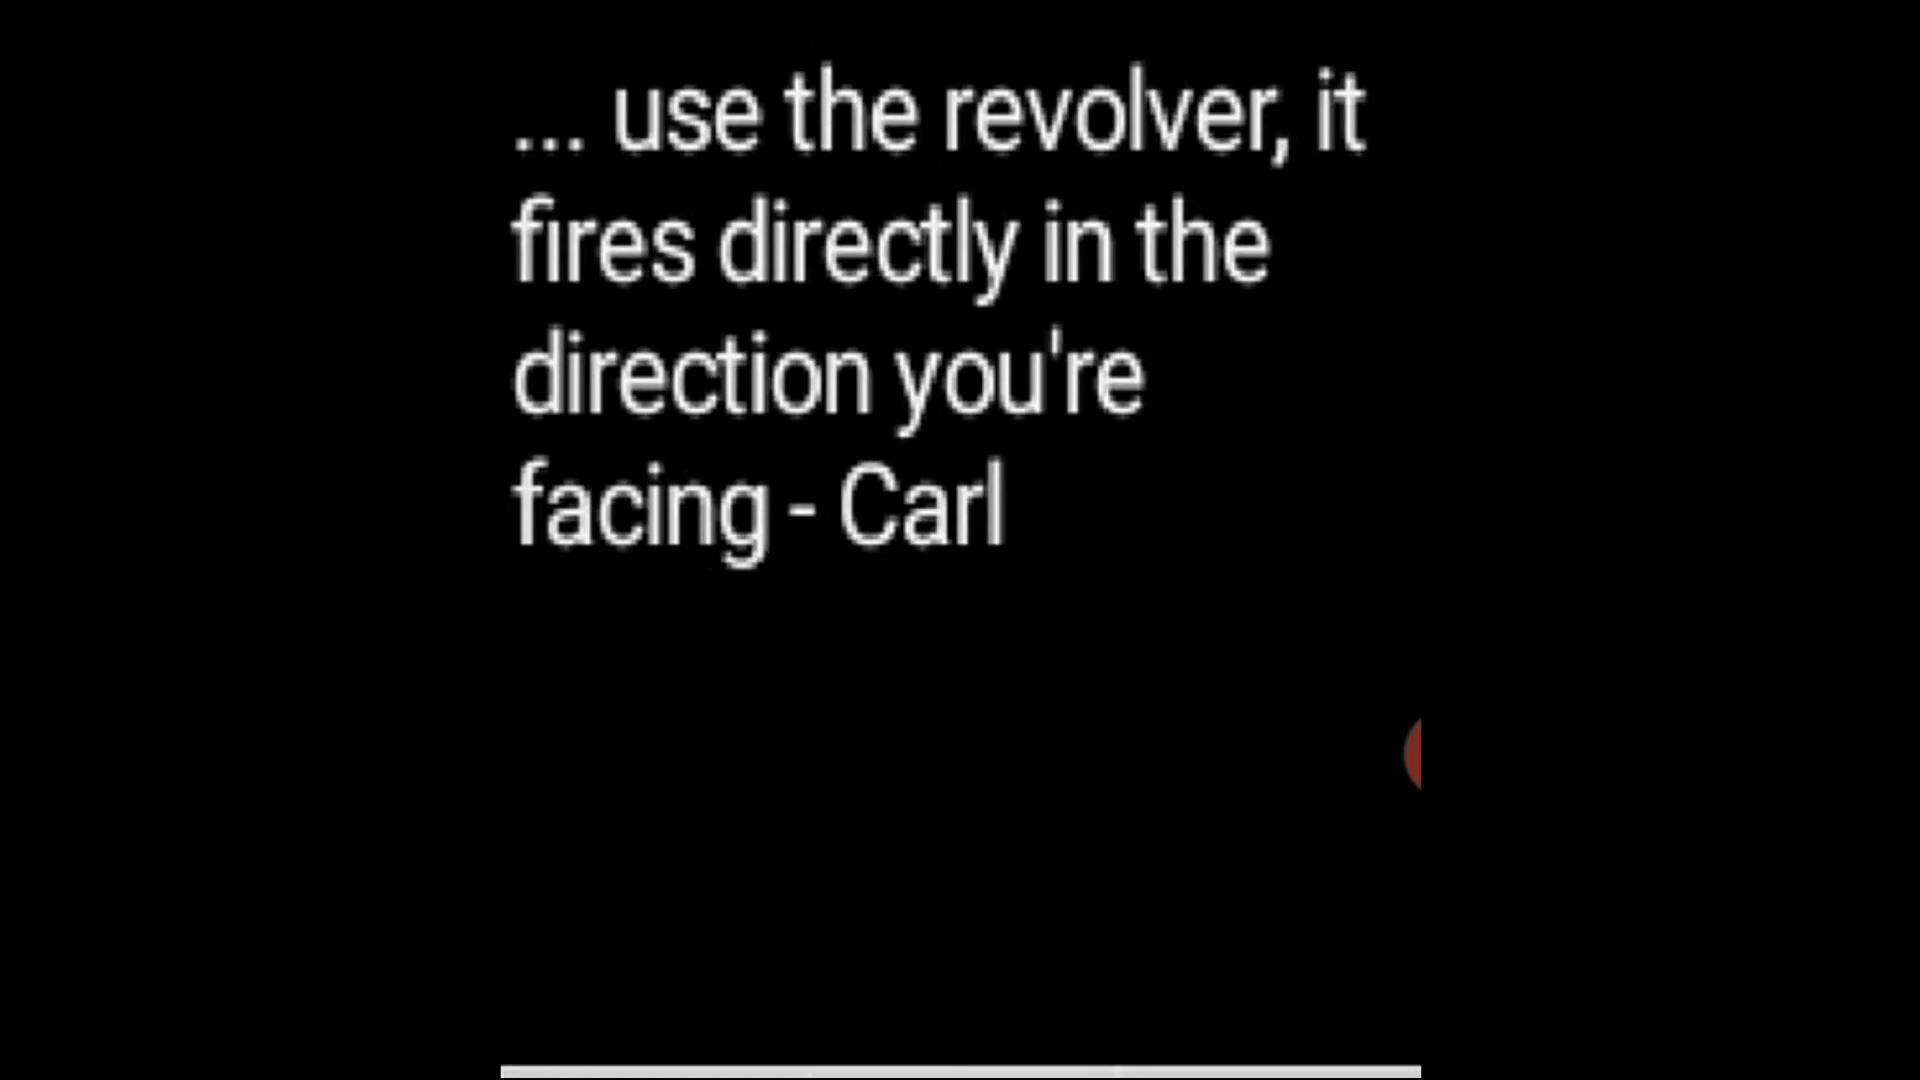 ... use the revolver, it
fires directly in the
direction you're
facing - Carl